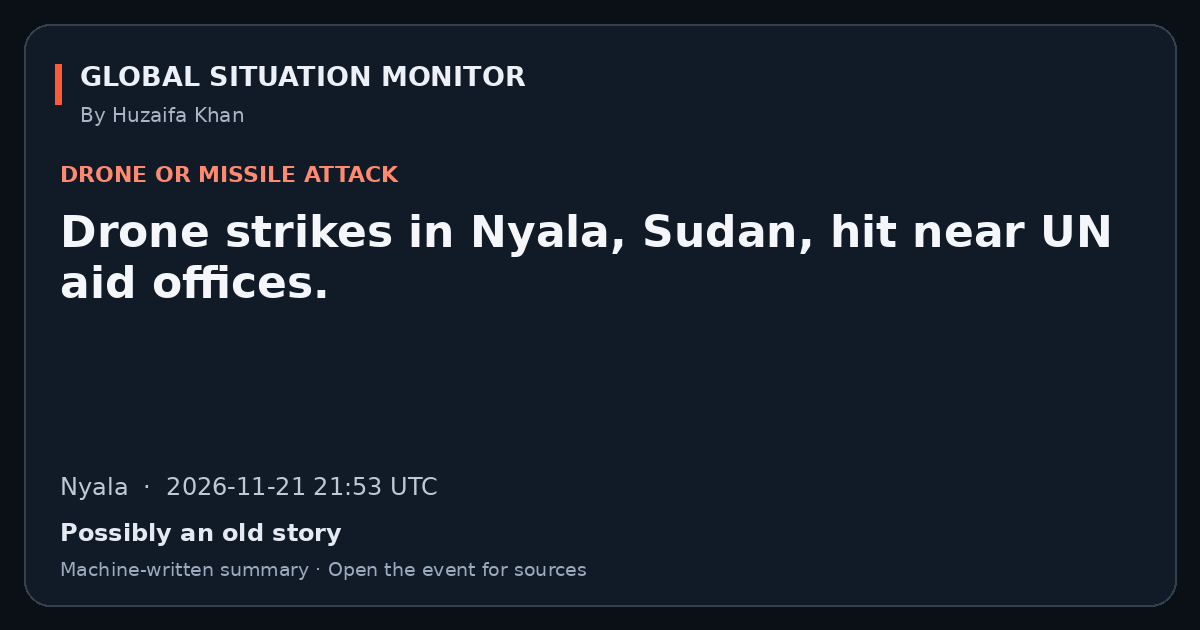 GLOBAL SITUATION MONITOR
By Huzaifa Khan
DRONE OR MISSILE ATTACK
Drone strikes in Nyala, Sudan, hit near UN
aid offices.
Nyala · 2026-11-21 21:53 UTC
Possibly an old story
Machine-written summary · Open the event for sources